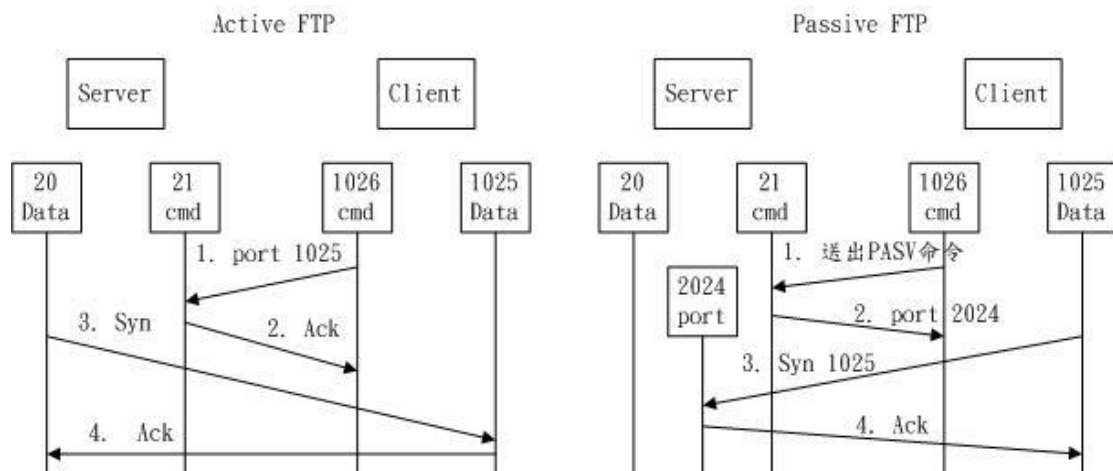 Active FTP
Server
Client
20
Data
21
cmd
1026
cmd
1025
Data
1. port 1025
2. Ack
3. Syn
4. Ack
Passive FTP
Server
Client
20
Data
21
cmd
1026
cmd
1025
Data
2024
port
1. 送出PASV命令
2. port 2024
3. Syn 1025
4. Ack